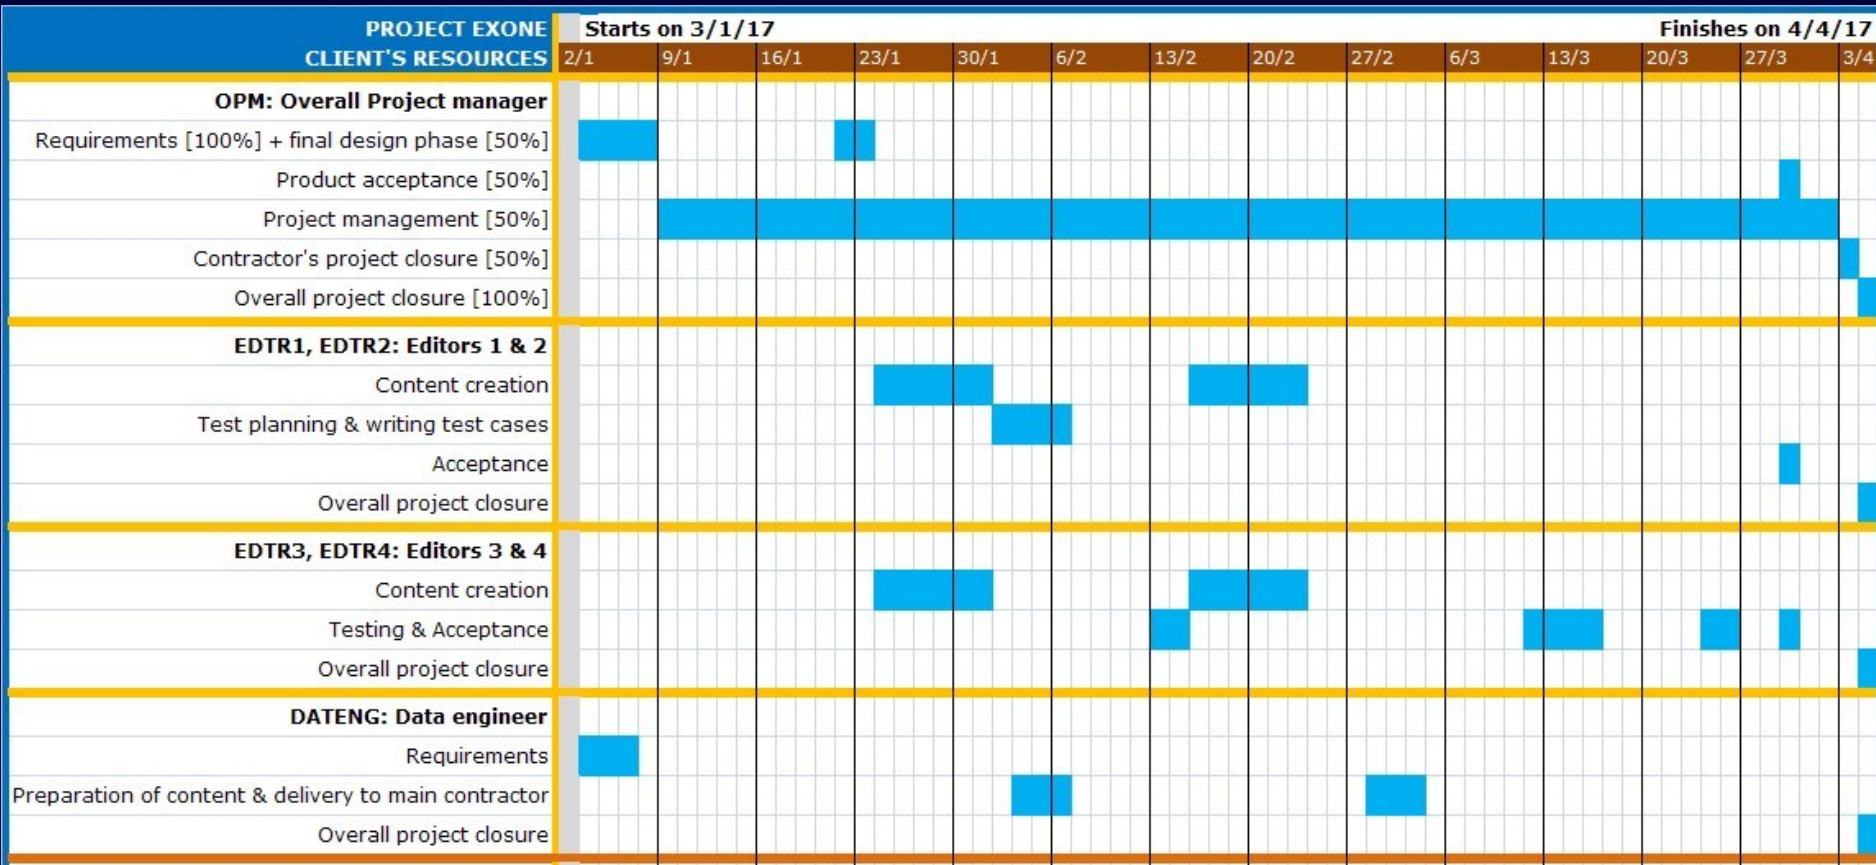 PROJECT EXONE Starts on 3/1/17 Finishes on 4/4/17
CLIENT'S RESOURCES 2/1 9/1 16/1 23/1 30/1 6/2 13/2 20/2 27/2 6/3 13/3 20/3 27/3 3/4
OPM: Overall Project manager
Requirements [100%] + final design phase [50%]
Product acceptance [50%]
Project management [50%]
Contractor's project closure [50%]
Overall project closure [100%]
EDTR1, EDTR2: Editors 1 & 2
Content creation
Test planning & writing test cases
Acceptance
Overall project closure
EDTR3, EDTR4: Editors 3 & 4
Content creation
Testing & Acceptance
Overall project closure
DATENG: Data engineer
Requirements
Preparation of content & delivery to main contractor
Overall project closure